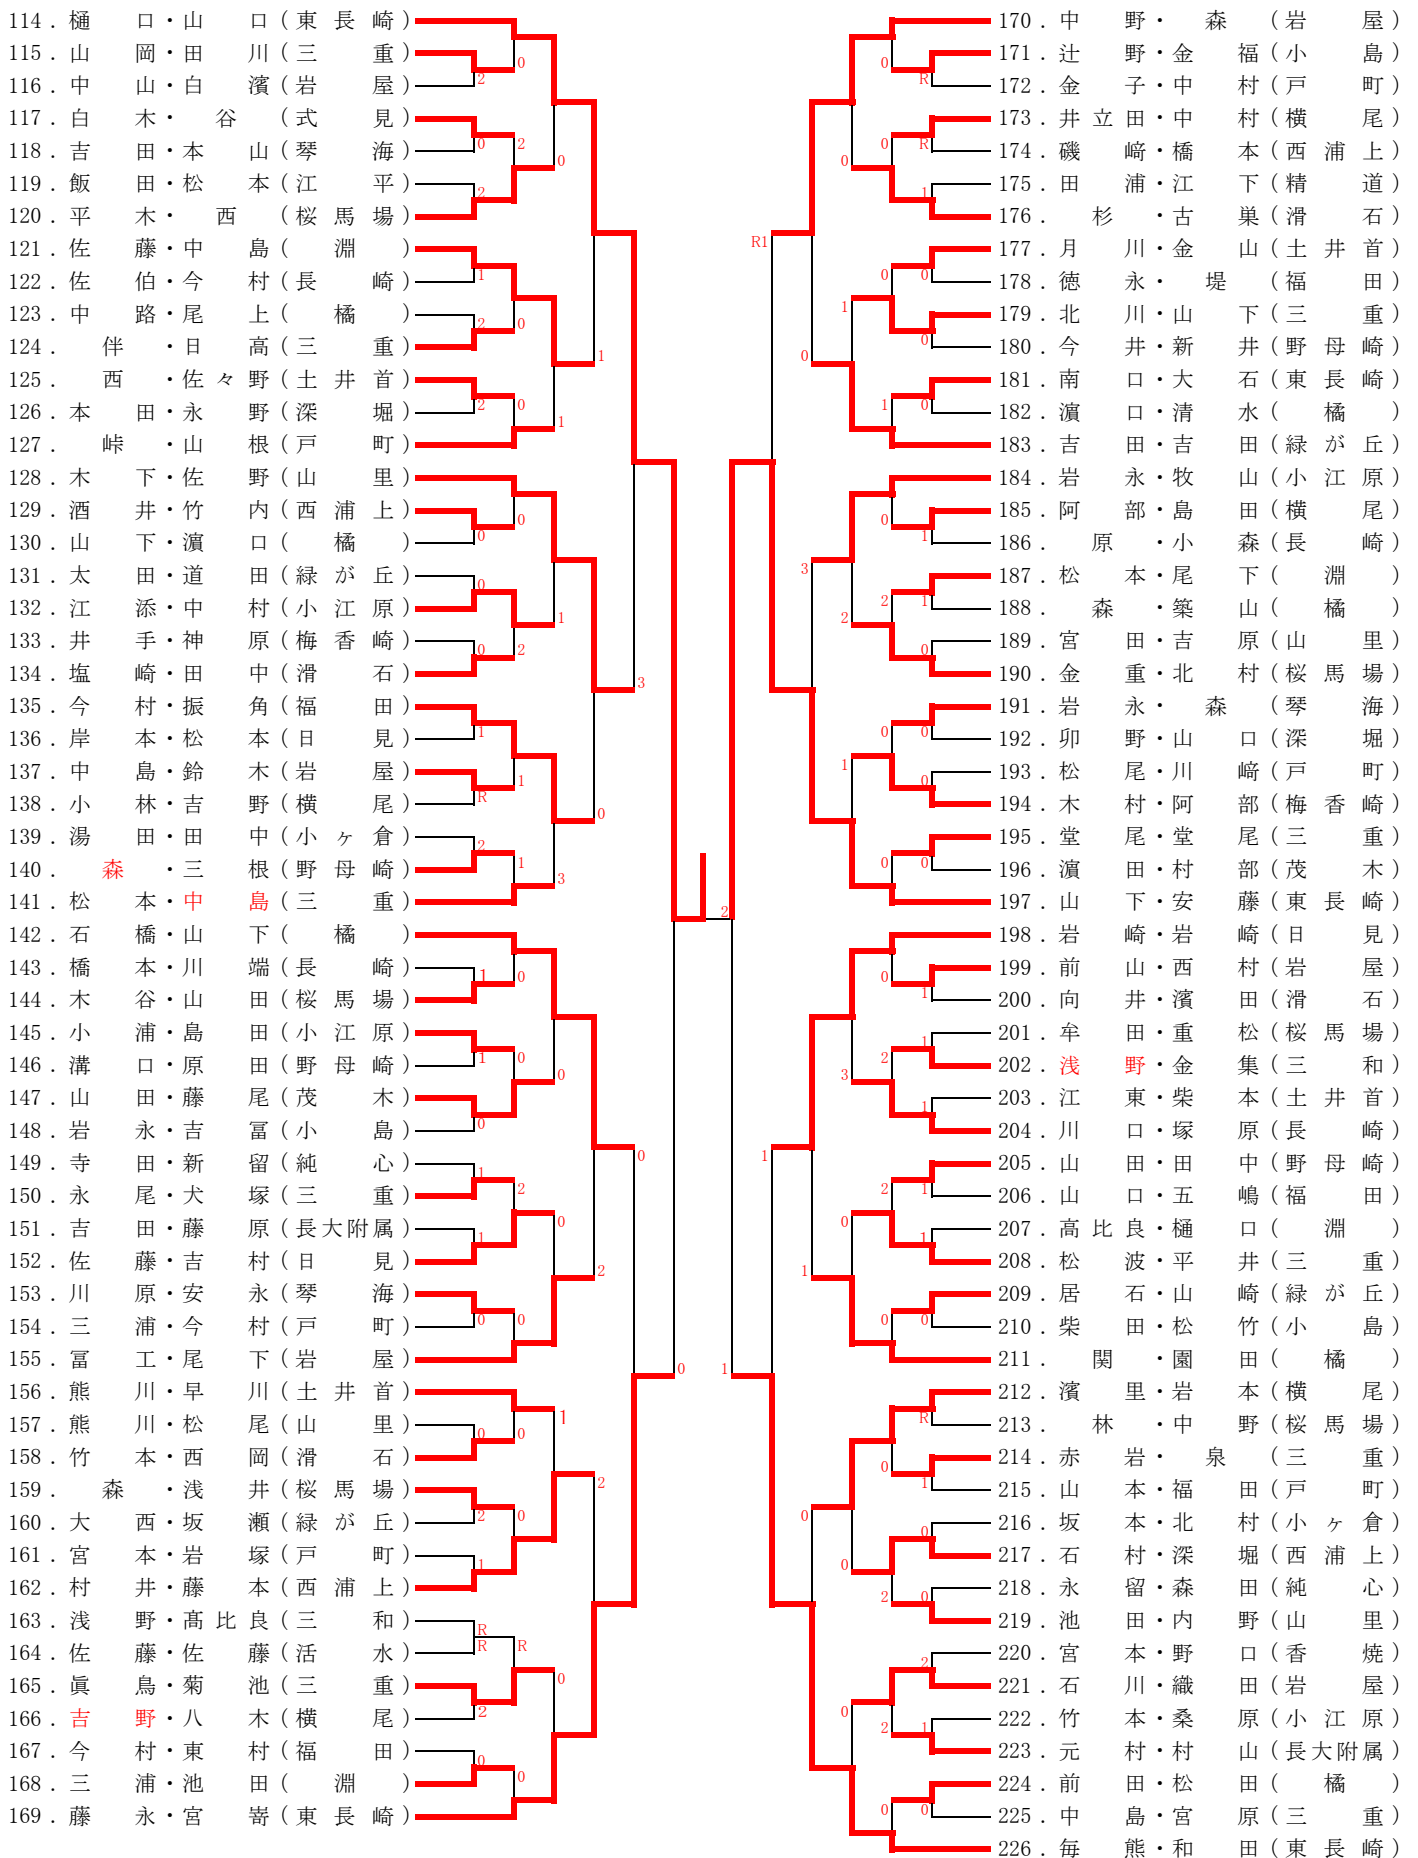 114．樋口・山口（東長崎）
115．山岡・田川（三重）
116．中山・白濱（岩屋）
117．白木・谷（式見）
118．吉田・本山（琴海）
119．飯田・松本（江平）
120．平木・西（桜馬場）
121．佐藤・中島（淵）
122．佐伯・今村（長崎）
123．中路・尾上（橘）
124．伴・日高（三重）
125．西・佐々野（土井首）
126．本田・永野（深堀）
127．峠・山根（戸町）
128．木下・佐野（山里）
129．酒井・竹内（西浦上）
130．山下・濵口（橘）
131．太田・道田（緑が丘）
132．江添・中村（小江原）
133．井手・神原（梅香崎）
134．塩崎・田中（滑石）
135．今村・振角（福田）
136．岸本・松本（日見）
137．中島・鈴木（岩屋）
138．小林・吉野（横尾）
139．湯田・田中（小ヶ倉）
140．森・三根（野母崎）
141．松本・中島（三重）
142．石橋・山下（橘）
143．橋本・川端（長崎）
144．木谷・山田（桜馬場）
145．小浦・島田（小江原）
146．溝口・原田（野母崎）
147．山田・藤尾（茂木）
148．岩永・吉冨（小島）
149．寺田・新留（純心）
150．永尾・犬塚（三重）
151．吉田・藤原（長大附属）
152．佐藤・吉村（日見）
153．川原・安永（琴海）
154．三浦・今村（戸町）
155．冨工・尾下（岩屋）
156．熊川・早川（土井首）
157．熊川・松尾（山里）
158．竹本・西岡（滑石）
159．森・浅井（桜馬場）
160．大西・坂瀬（緑が丘）
161．宮本・岩塚（戸町）
162．村井・藤本（西浦上）
163．浅野・髙比良（三和）
164．佐藤・佐藤（活水）
165．眞鳥・菊池（三重）
166．吉野・八木（横尾）
167．今村・東村（福田）
168．三浦・池田（淵）
169．藤永・宮嵜（東長崎）
170．中野・森（岩屋）
171．辻野・金福（小島）
172．金子・中村（戸町）
173．井立田・中村（横尾）
174．磯﨑・橋本（西浦上）
175．田浦・江下（精道）
176．杉・古巣（滑石）
177．月川・金山（土井首）
178．徳永・堤（福田）
179．北川・山下（三重）
180．今井・新井（野母崎）
181．南口・大石（東長崎）
182．濵口・清水（橘）
183．吉田・吉田（緑が丘）
184．岩永・牧山（小江原）
185．阿部・島田（横尾）
186．原・小森（長崎）
187．松本・尾下（淵）
188．森・築山（橘）
189．宮田・吉原（山里）
190．金重・北村（桜馬場）
191．岩永・森（琴海）
192．卯野・山口（深堀）
193．松尾・川﨑（戸町）
194．木村・阿部（梅香崎）
195．堂尾・堂尾（三重）
196．濵田・村部（茂木）
197．山下・安藤（東長崎）
198．岩崎・岩崎（日見）
199．前山・西村（岩屋）
200．向井・濱田（滑石）
201．牟田・重松（桜馬場）
202．浅野・金集（三和）
203．江東・柴本（土井首）
204．川口・塚原（長崎）
205．山田・田中（野母崎）
206．山口・五嶋（福田）
207．高比良・樋口（淵）
208．松波・平井（三重）
209．居石・山崎（緑が丘）
210．柴田・松竹（小島）
211．関・園田（橘）
212．濱里・岩本（横尾）
213．林・中野（桜馬場）
214．赤岩・泉（三重）
215．山本・福田（戸町）
216．坂本・北村（小ヶ倉）
217．石村・深堀（西浦上）
218．永留・森田（純心）
219．池田・内野（山里）
220．宮本・野口（香焼）
221．石川・織田（岩屋）
222．竹本・桑原（小江原）
223．元村・村山（長大附属）
224．前田・松田（橘）
225．中島・宮原（三重）
226．毎熊・和田（東長崎）